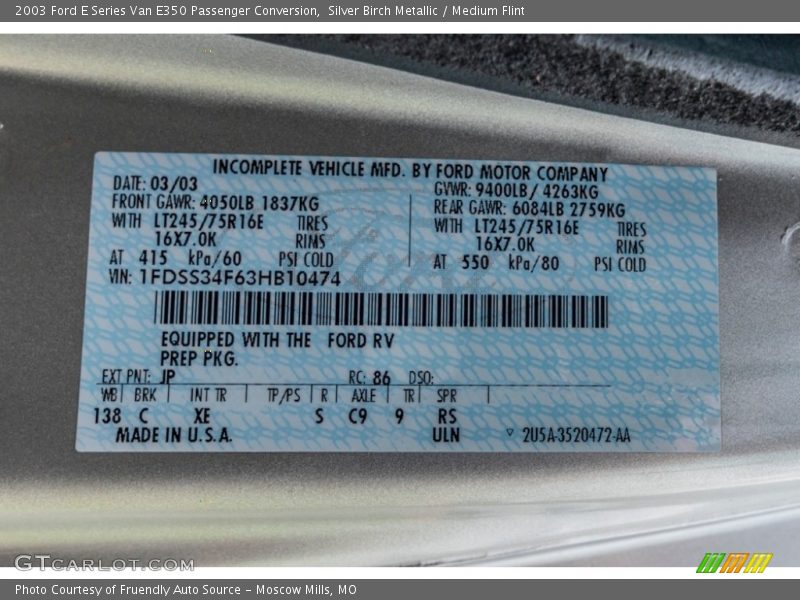 2003 Ford E Series Van E350 Passenger Conversion,  Silver Birch Metallic / Medium Flint
INCOMPLETE VEHICLE MFD. BY FORD MOTOR COMPANY
DATE: 03/03 GVWR: 9400LB/ 4263KG
FRONT GAWR: 4050LB 1837KG REAR GAWR: 6084LB 2759KG
WITH LT245/75R16E TIRES WITH LT245/75R16E TIRES
16X7.0K RIMS 16X7.0K RIMS
AT 415 kPa/60 PSI COLD AT 550 kPa/80 PSI COLD
VIN: 1FDSS34F63HB10474
EQUIPPED WITH THE FORD RV
PREP PKG.
EXT PNT: JP RC: 86 DSO:
WB BRK INT TR TP/PS R AXLE TR SPR
138 C XE S C9 9 RS
MADE IN U.S.A. ULN ▽ 2U5A-3520472-AA
GTCARLOT.COM
Photo Courtesy of Fruendly Auto Source – Moscow Mills, MO